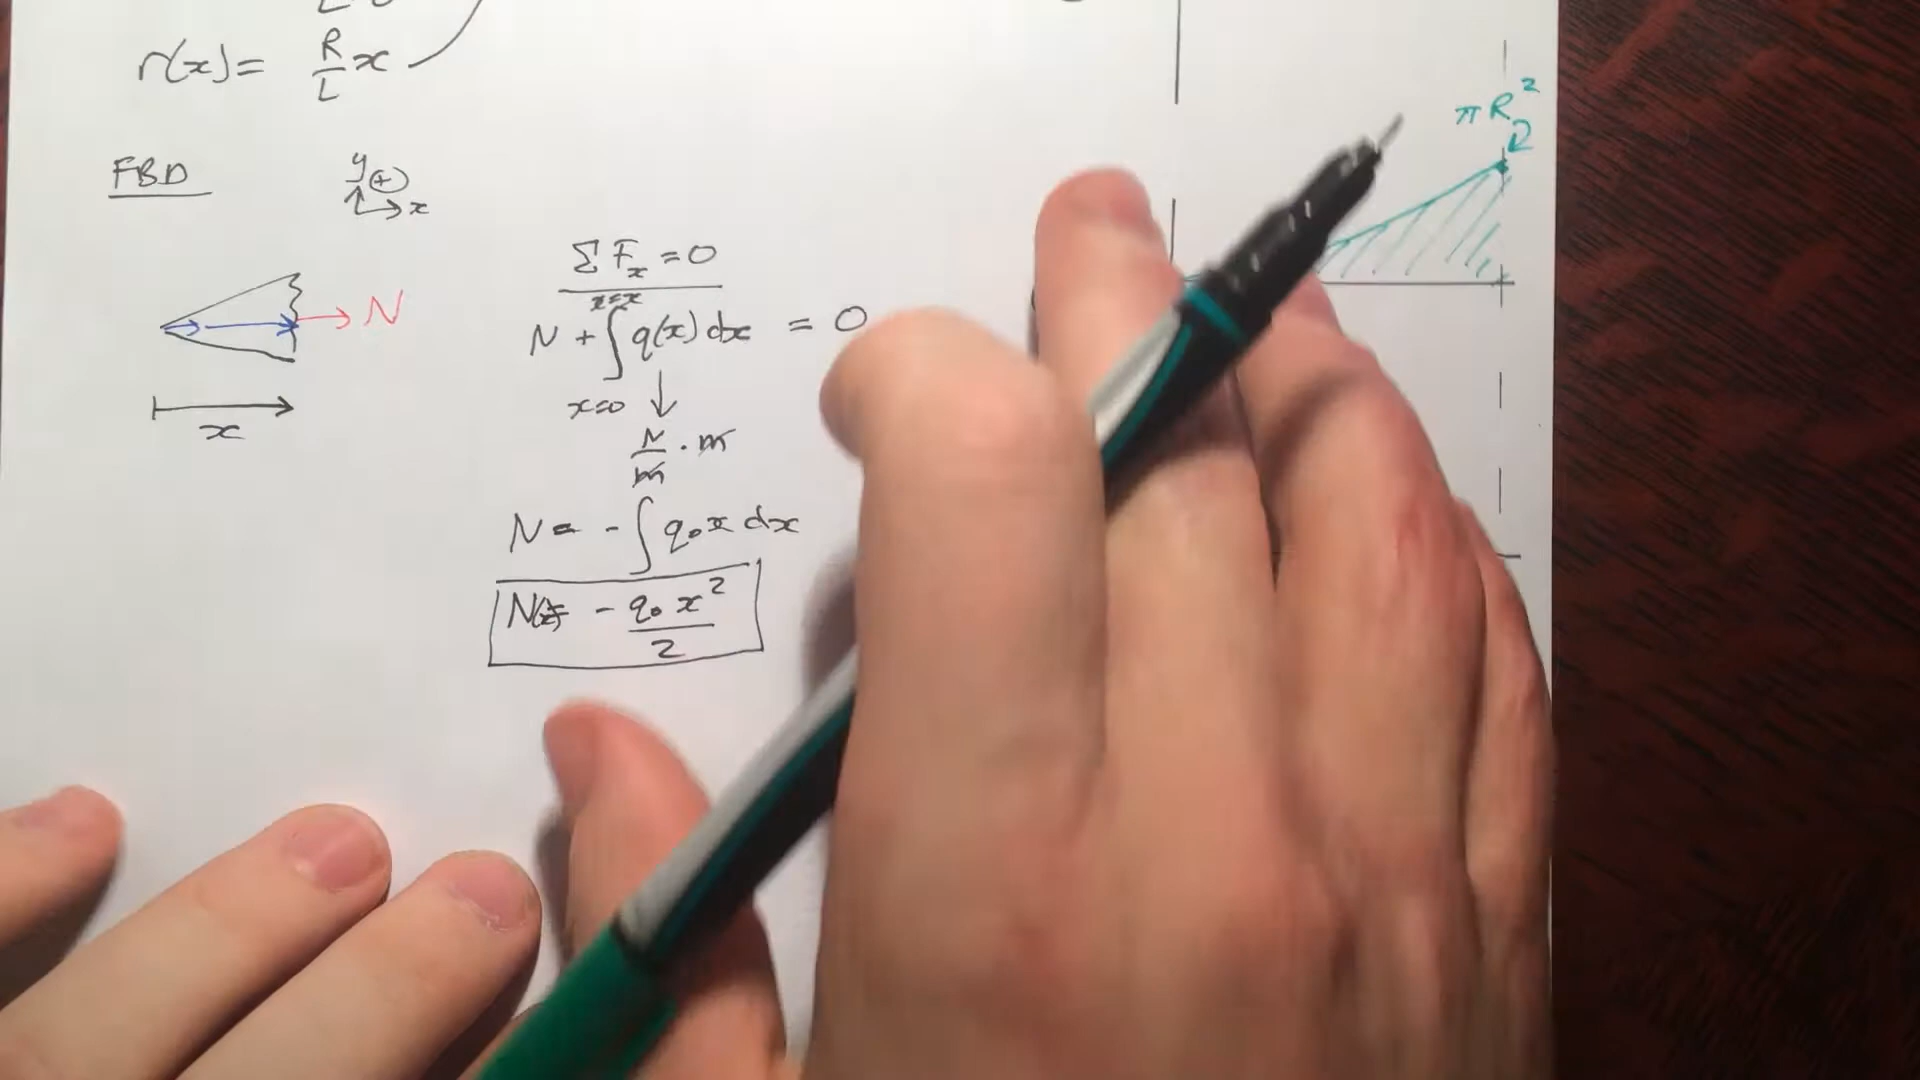 r(x) = R/L x
FBD
y + x
N
x
ΣFₓ = 0
x=x
N + ∫ q(x) dx = 0
x=0
N/m · m
N = - ∫ q₀x dx
N(x)= - q₀x²/2
πR²